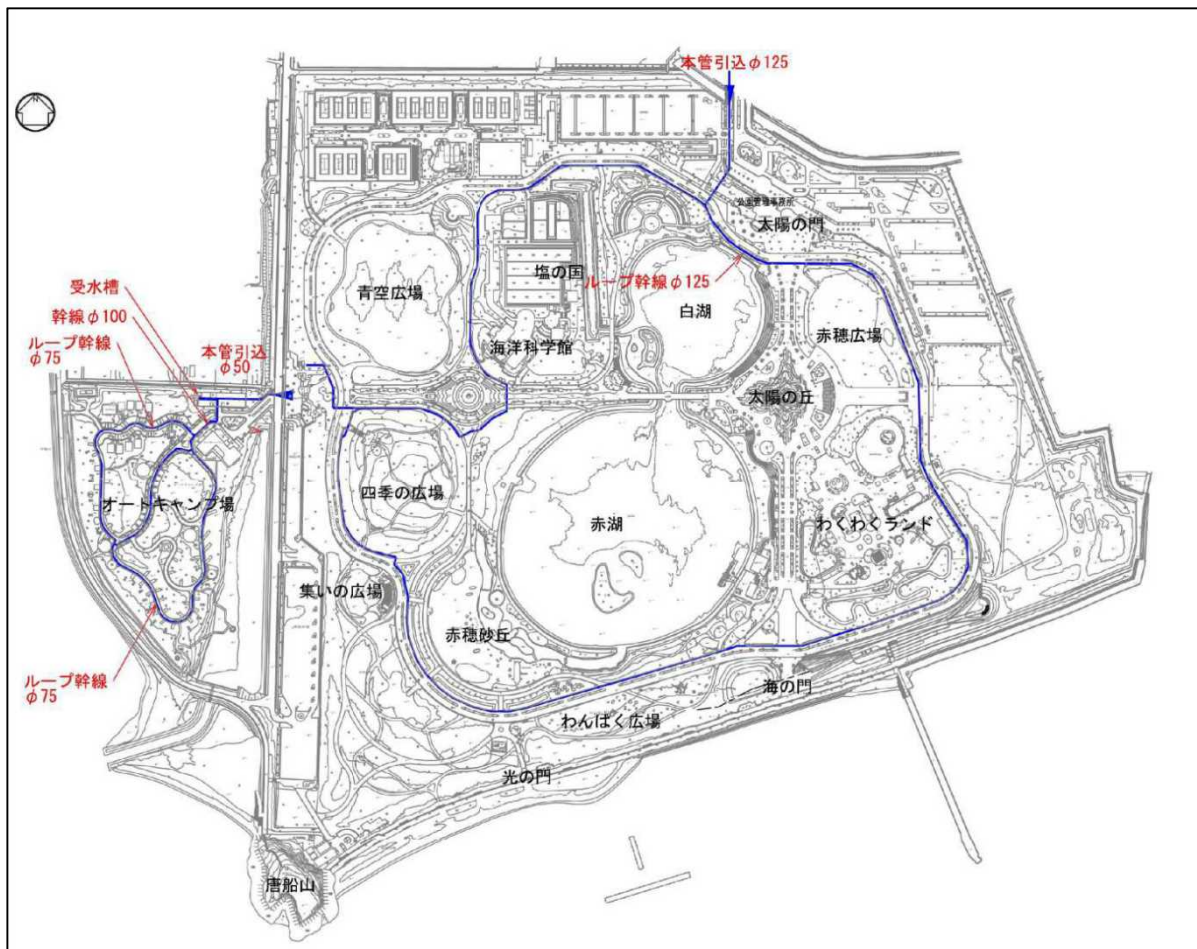 本管引込φ125
公園管理事務所
太陽の門
ループ幹線φ125
塩の国
青空広場
白湖
海洋科学館
赤穂広場
太陽の丘
受水槽
幹線φ100
ループ幹線
φ75
本管引込
φ50
オートキャンプ場
四季の広場
赤湖
わくわくランド
集いの広場
赤穂砂丘
ループ幹線
φ75
海の門
わんぱく広場
光の門
唐船山